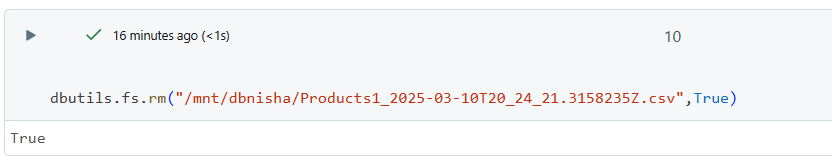 16 minutes ago (<1s)
10
dbutils.fs.rm("/mnt/dbnisha/Products1_2025-03-10T20_24_21.3158235Z.csv",True)
True